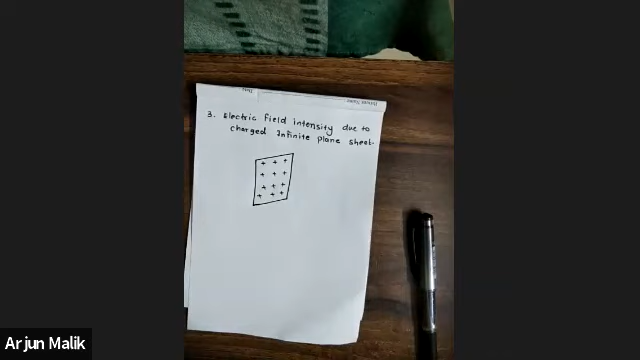 3. Electric Field intensity due to
charged Infinite plane sheet-
Arjun Malik